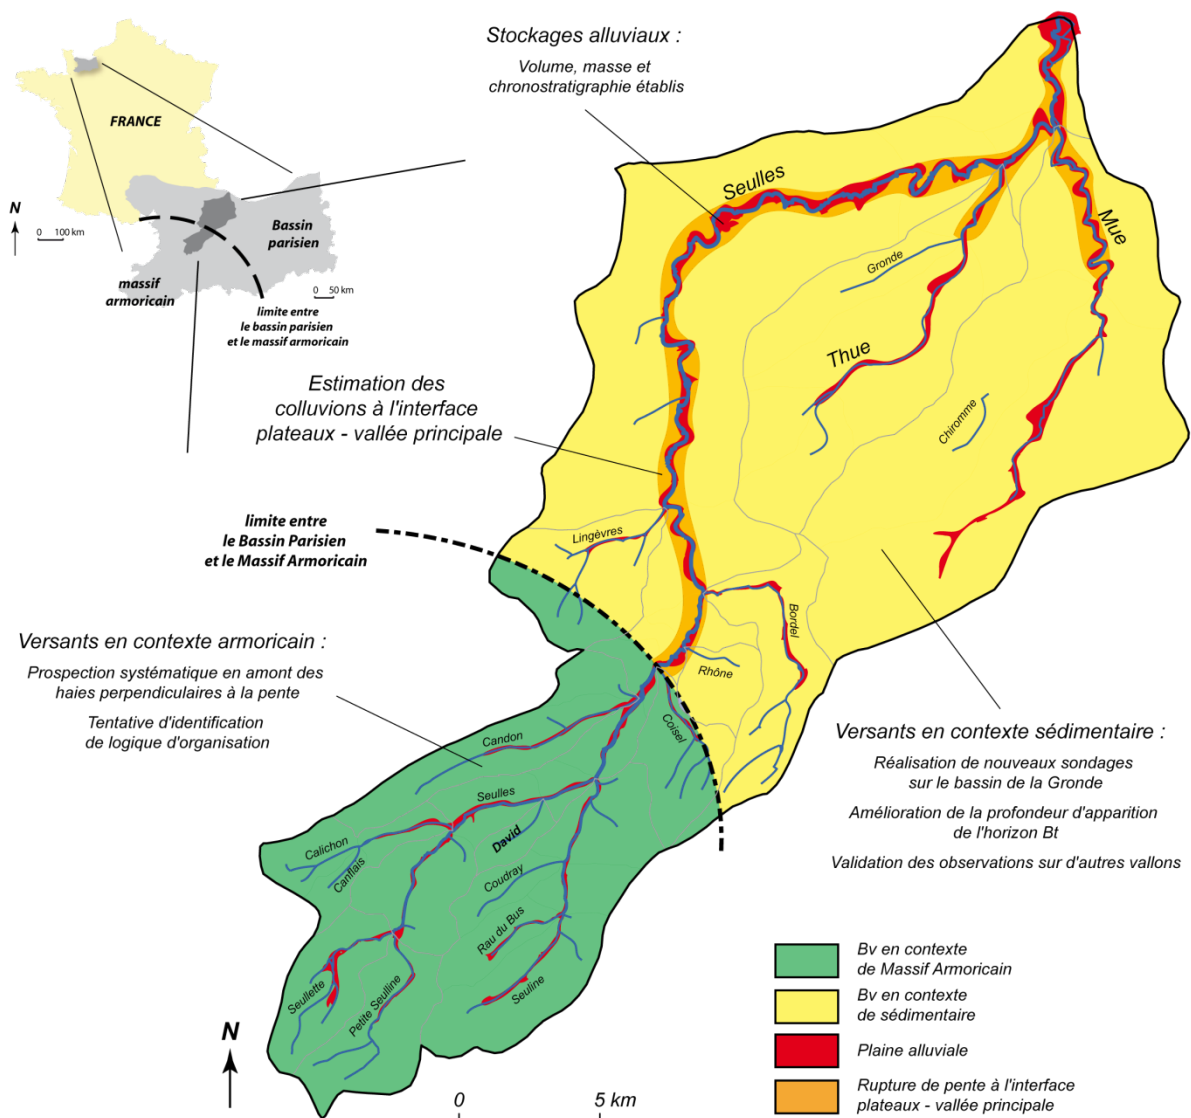 FRANCE
N
0 100 km
Bassin
parisien
massif
armoricain
0 50 km
limite entre
le bassin parisien
et le massif armoricain
Stockages alluviaux :
Volume, masse et
chronostratigraphie établis
Seulles
Mue
Gronde
Thue
Chiromme
Estimation des
colluvions à l'interface
plateaux - vallée principale
limite entre
le Bassin Parisien
et le Massif Armoricain
Lingèvres
Bordel
Rhône
Coisel
Versants en contexte armoricain :
Prospection systématique en amont des
haies perpendiculaires à la pente
Tentative d'identification
de logique d'organisation
Candon
Seulles
David
Calichon
Canflais
Coudray
Rau du Bus
Seuline
Seullette
Petite Seulline
Versants en contexte sédimentaire :
Réalisation de nouveaux sondages
sur le bassin de la Gronde
Amélioration de la profondeur d'apparition
de l'horizon Bt
Validation des observations sur d'autres vallons
Bv en contexte
de Massif Armoricain
Bv en contexte
de sédimentaire
Plaine alluviale
Rupture de pente à l'interface
plateaux - vallée principale
N
0 5 km